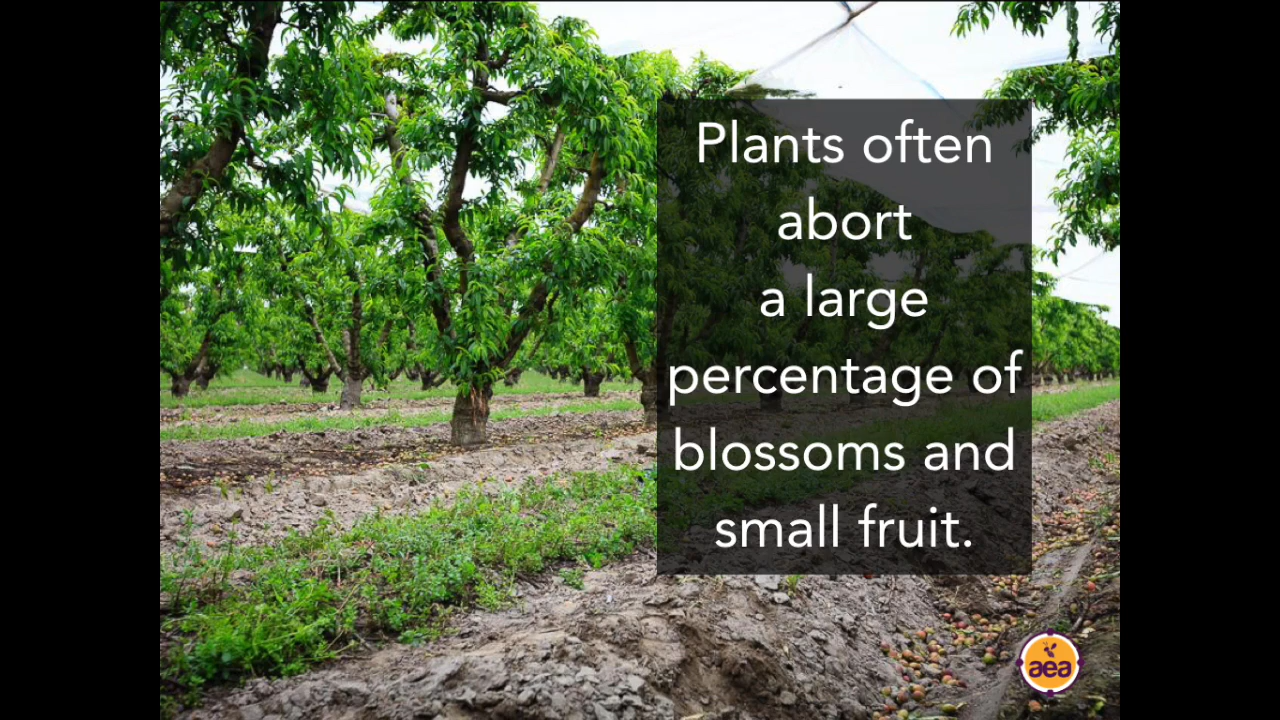 Plants often
abort
a large
percentage of
blossoms and
small fruit.
aea